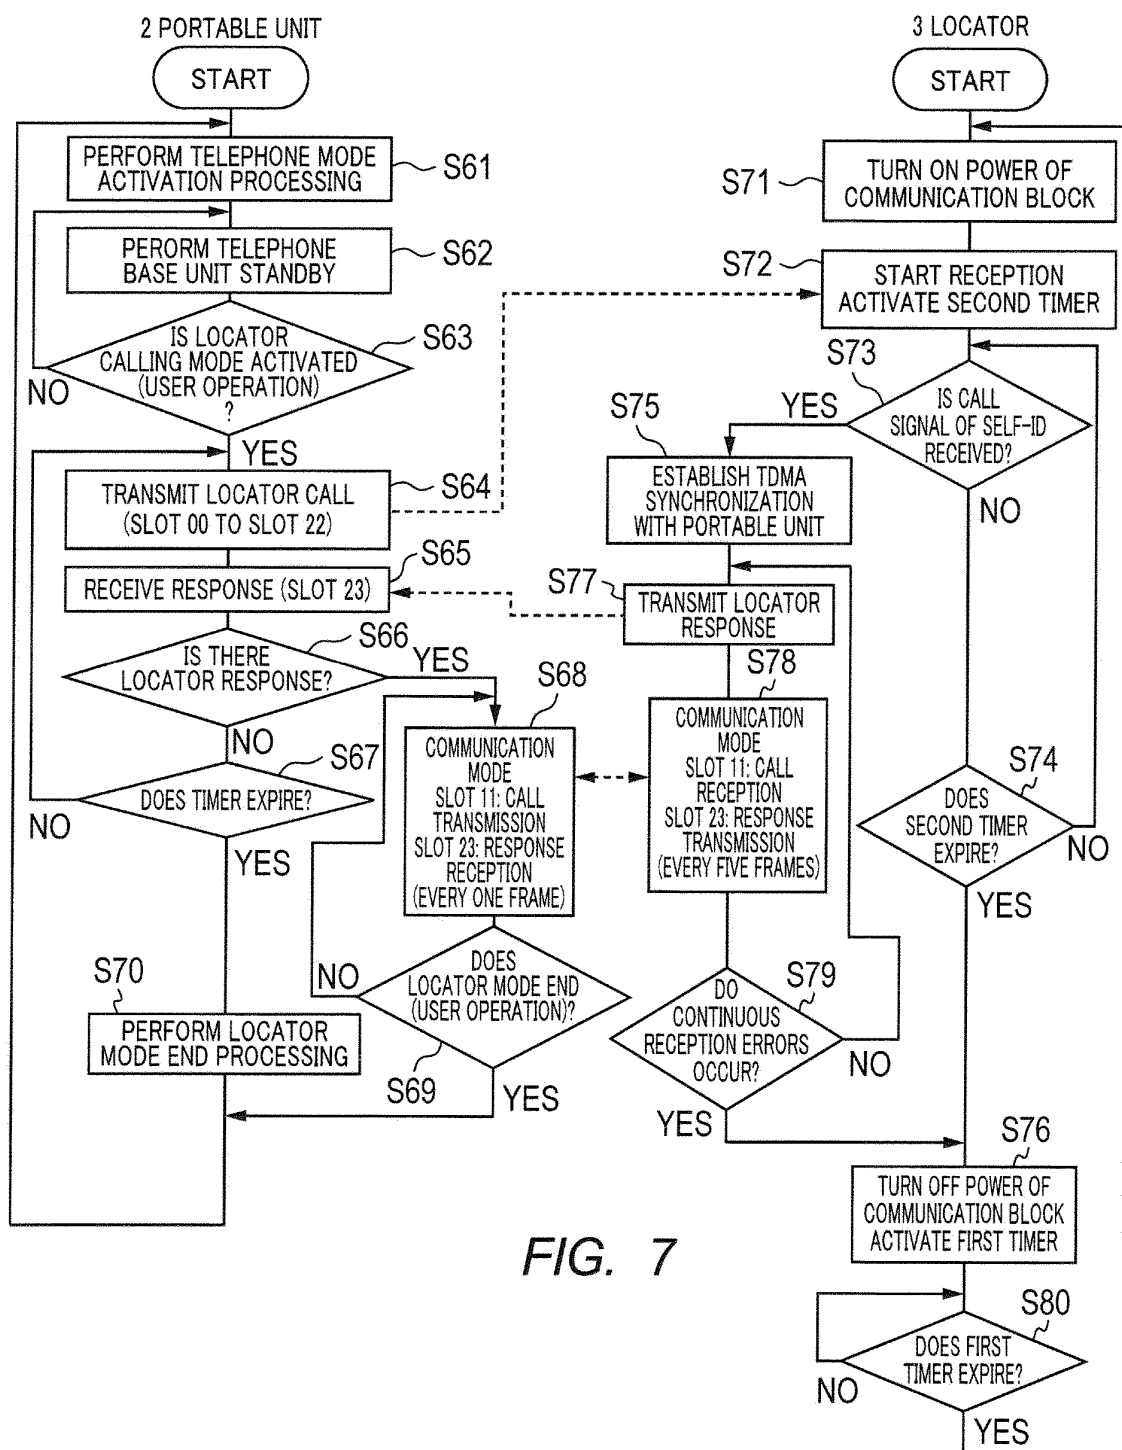 2 PORTABLE UNIT
START
PERFORM TELEPHONE MODE
ACTIVATION PROCESSING
S61
PERORM TELEPHONE
BASE UNIT STANDBY
S62
IS LOCATOR
CALLING MODE ACTIVATED
(USER OPERATION)
?
S63
NO
YES
TRANSMIT LOCATOR CALL
(SLOT 00 TO SLOT 22)
S64
RECEIVE RESPONSE (SLOT 23)
S65
IS THERE
LOCATOR RESPONSE?
S66
YES
NO
DOES TIMER EXPIRE?
S67
NO
YES
COMMUNICATION
MODE
SLOT 11: CALL
TRANSMISSION
SLOT 23: RESPONSE
RECEPTION
(EVERY ONE FRAME)
S68
DOES
LOCATOR MODE END
(USER OPERATION)?
S69
NO
YES
S70
PERFORM LOCATOR
MODE END PROCESSING
3 LOCATOR
START
S71
TURN ON POWER OF
COMMUNICATION BLOCK
S72
START RECEPTION
ACTIVATE SECOND TIMER
S73
IS CALL
SIGNAL OF SELF-ID
RECEIVED?
YES
NO
S75
ESTABLISH TDMA
SYNCHRONIZATION
WITH PORTABLE UNIT
S77
TRANSMIT LOCATOR
RESPONSE
S78
COMMUNICATION
MODE
SLOT 11: CALL
RECEPTION
SLOT 23: RESPONSE
TRANSMISSION
(EVERY FIVE FRAMES)
S74
DOES
SECOND TIMER
EXPIRE?
NO
YES
S79
DO
CONTINUOUS
RECEPTION ERRORS
OCCUR?
NO
YES
S76
TURN OFF POWER OF
COMMUNICATION BLOCK
ACTIVATE FIRST TIMER
S80
DOES FIRST
TIMER EXPIRE?
NO
YES
FIG. 7